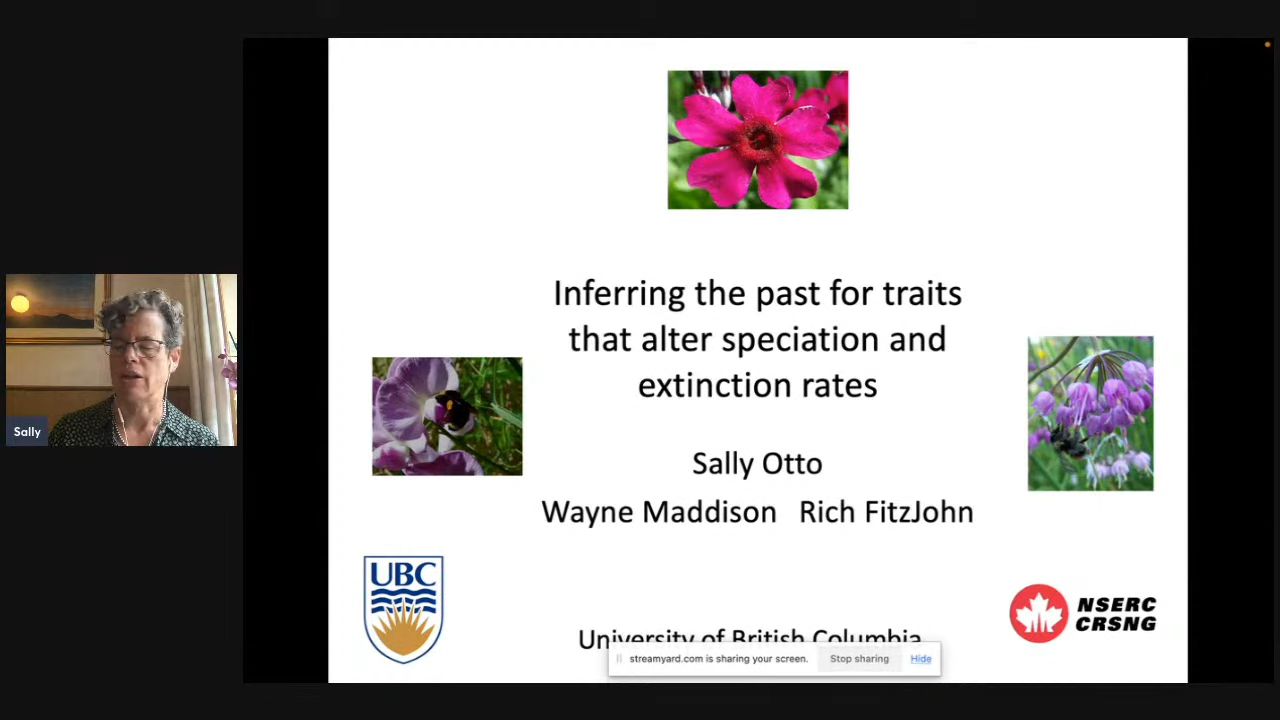 Inferring the past for traits
that alter speciation and
extinction rates
Sally Otto
Wayne Maddison Rich FitzJohn
Sally
UBC
NSERC
CRSNG
University of British Columbia
streamyard.com is sharing your screen. Stop sharing Hide